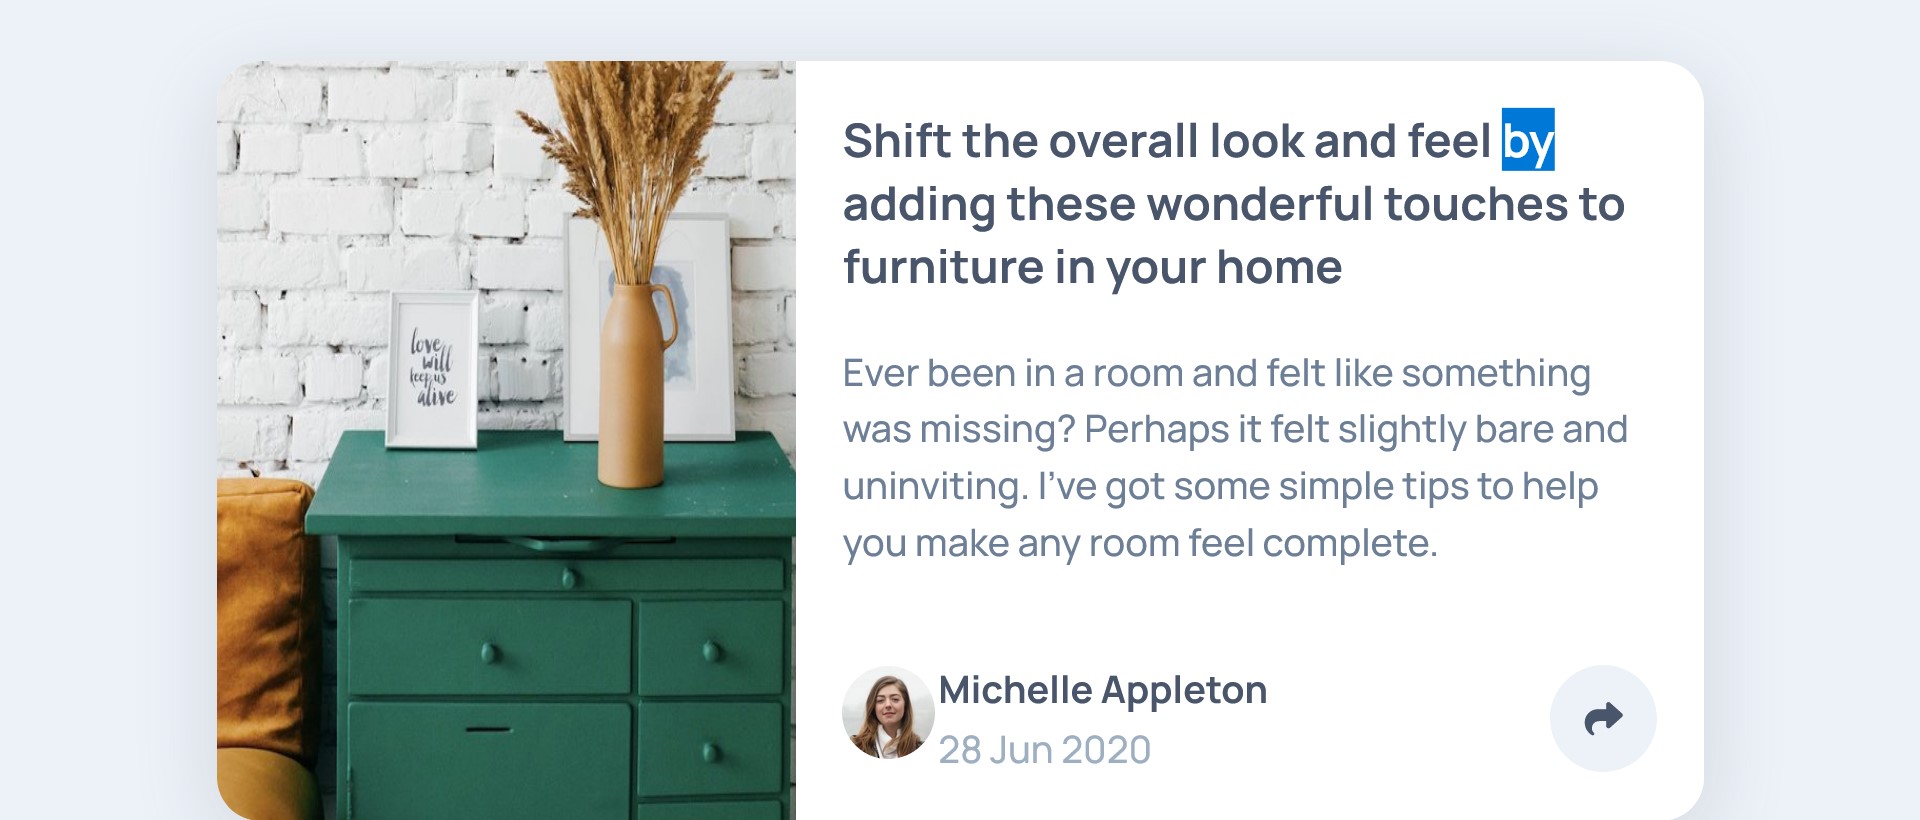 love
will
keep us
alive
Shift the overall look and feel by
adding these wonderful touches to
furniture in your home
Ever been in a room and felt like something
was missing? Perhaps it felt slightly bare and
uninviting. I’ve got some simple tips to help
you make any room feel complete.
Michelle Appleton
28 Jun 2020